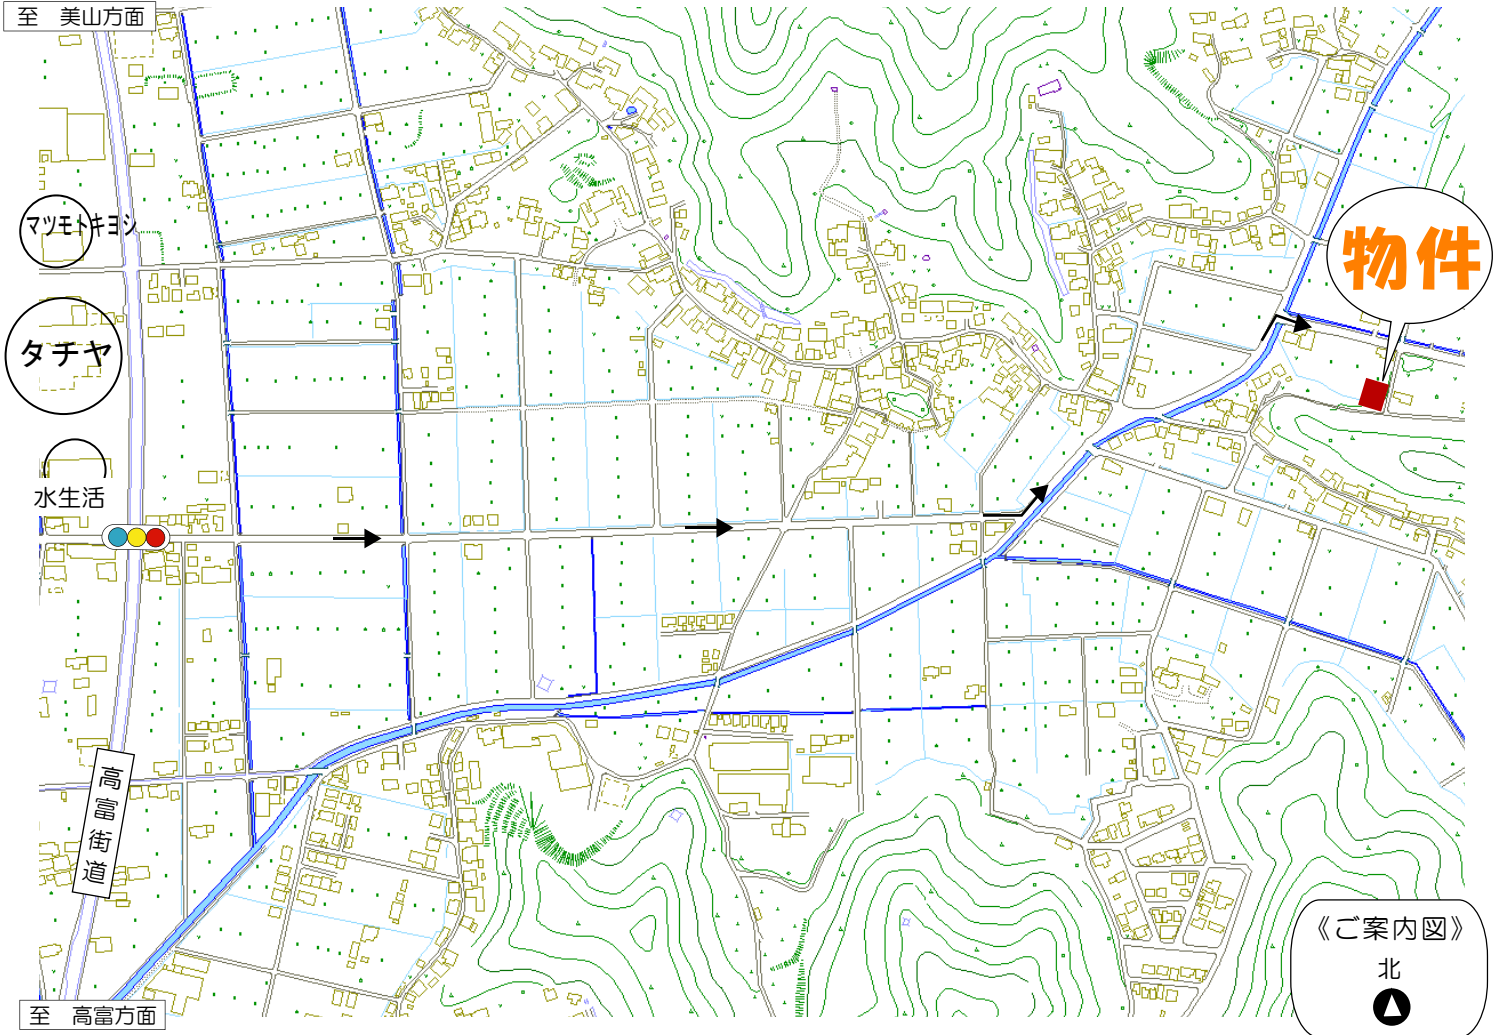 至　美山方面
マツモトキヨシ
物件
タチヤ
水生活
高富街道
《ご案内図》
北
至　高富方面